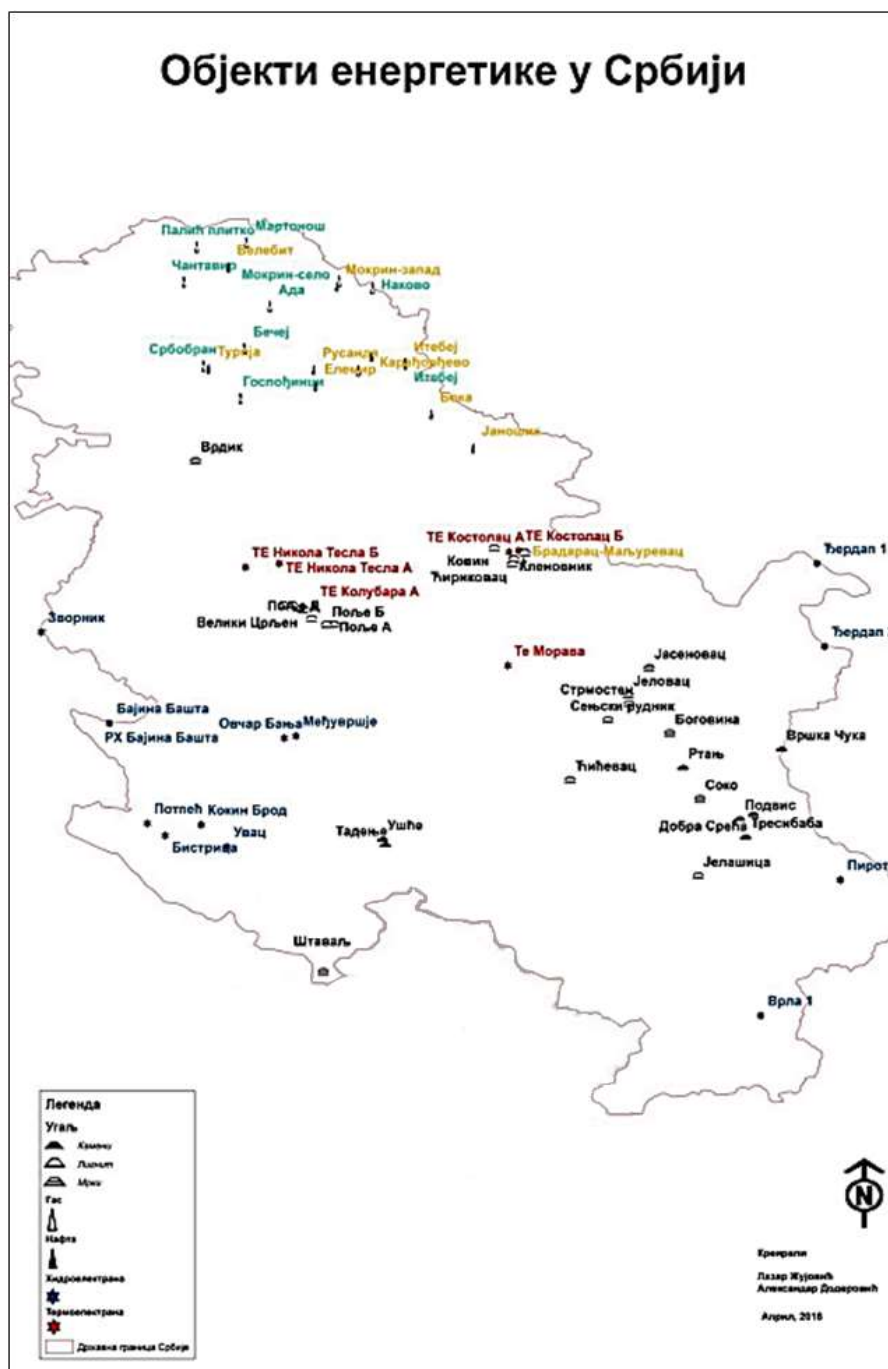 Објекти енергетике у Србији
Палић плитко
Мартонош
Велебит
Чантавир
Мокрин-село
Мокрин-запад
Ада
Наково
Бечеј
Србобран
Турија
Русанда
Итебеј
Елемир
Карађорђево
Итебеј
Госпођинци
Бока
Јаношик
Врдик
ТЕ Костолац А
ТЕ Костолац Б
ТЕ Никола Тесла Б
Брадарац-Маљуревац
Ковин
Кленовник
Ђердап 1
ТЕ Никола Тесла А
Ћириковац
ТЕ Колубара А
Поље Б
Зворник
Велики Црљен
Поље А
Ђердап
Те Морава
Јасеновац
Јеловац
Стрмостен
Сењски рудник
Бајина Башта
Овчар Бања
Међувршје
Боговина
РХ Бајина Башта
Вршка Чука
Ртањ
Ћићевац
Соко
Потпећ
Кокин Брод
Подвис
Увац
Тадење
Ушће
Добра Срећа
Тресибаба
Бистрица
Јелашица
Пирот
Штаваљ
Врла 1
Легенда
Угаљ
Камени
Лигнит
Мрки
Гас
Нафта
Хидроелектрана
Термоелектрана
Државна граница Србије
N
Креирали
Лазар Жујовић
Април, 2016